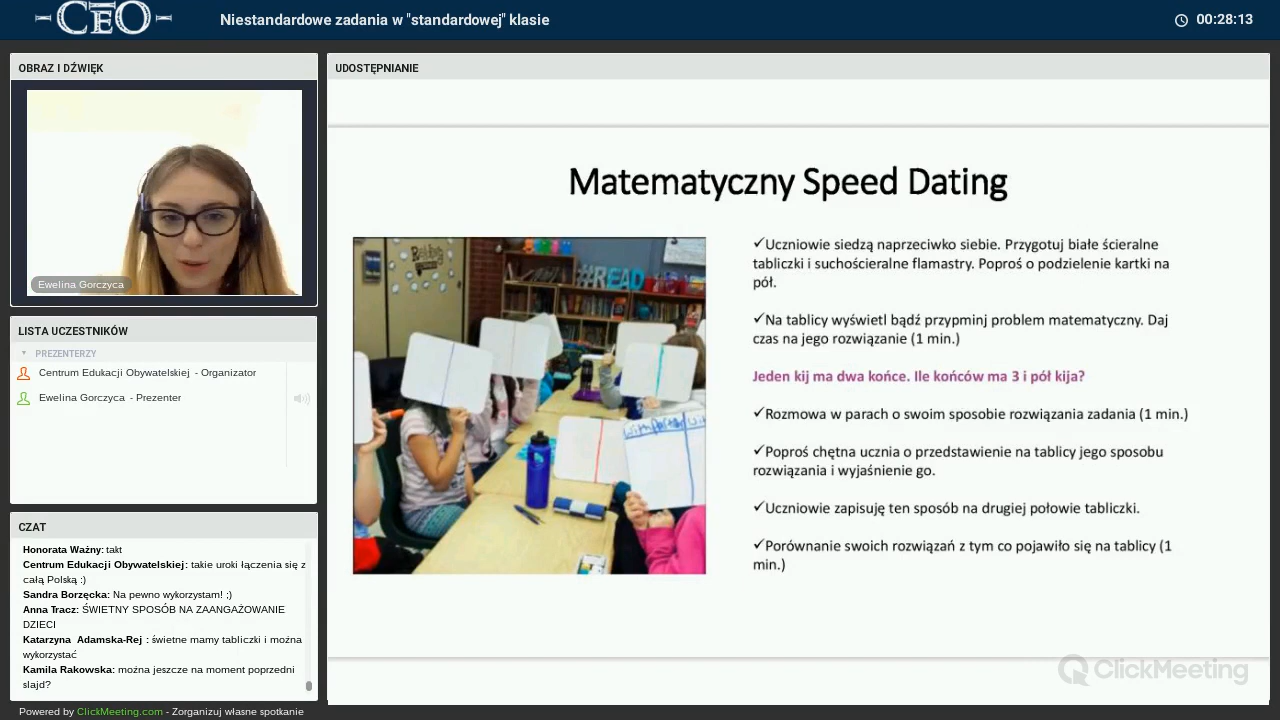 CEO
Niestandardowe zadania w "standardowej" klasie
00:28:13
OBRAZ I DŹWIĘK
Ewelina Gorczyca
LISTA UCZESTNIKÓW
PREZENTERZY
Centrum Edukacji Obywatelskiej - Organizator
Ewelina Gorczyca - Prezenter
CZAT
Honorata Ważny: takt
Centrum Edukacji Obywatelskiej: takie uroki łączenia się z
całą Polską :)
Sandra Borzęcka: Na pewno wykorzystam! ;)
Anna Tracz: ŚWIETNY SPOSÓB NA ZAANGAŻOWANIE
DZIECI
Katarzyna Adamska-Rej : świetne mamy tabliczki i można
wykorzystać
Kamila Rakowska: można jeszcze na moment poprzedni
slajd?
Powered by ClickMeeting.com - Zorganizuj własne spotkanie
UDOSTĘPNIANIE
Matematyczny Speed Dating
#READ
✓Uczniowie siedzą naprzeciwko siebie. Przygotuj białe ścieralne
tabliczki i suchościeralne flamastry. Poproś o podzielenie kartki na
pół.
✓Na tablicy wyświetl bądź przypminj problem matematyczny. Daj
czas na jego rozwiązanie (1 min.)
Jeden kij ma dwa końce. Ile końców ma 3 i pół kija?
✓Rozmowa w parach o swoim sposobie rozwiązania zadania (1 min.)
✓Poproś chętna ucznia o przedstawienie na tablicy jego sposobu
rozwiązania i wyjaśnienie go.
✓Uczniowie zapisuję ten sposób na drugiej połowie tabliczki.
✓Porównanie swoich rozwiązań z tym co pojawiło się na tablicy (1
min.)
ClickMeeting